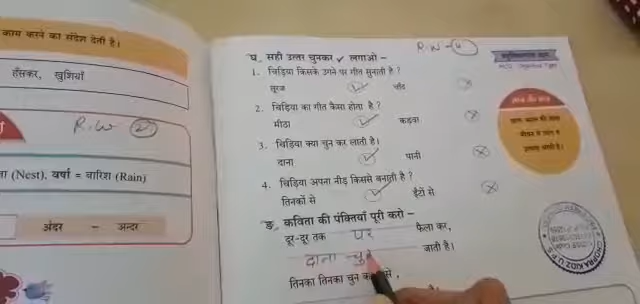 काम करने का संदेश देती है।
हँसकर, खुशियाँ
R.W
2
(Nest), वर्षा = बारिश (Rain)
अंदर - अन्दर
R.W-4
घ. सही उत्तर चुनकर ✓ लगाओ –
1. चिड़िया किसके उगने पर गीत सुनाती है ?
सूरज चाँद
2. चिड़िया का गीत कैसा होता है ?
मीठा कड़वा
3. चिड़िया क्या चुन कर लाती है।
दाना पानी
4. चिड़िया अपना नीड़ किससे बनाती है ?
तिनकों से ईंटों से
ङ. कविता की पंक्तियाँ पूरी करो –
दूर-दूर तक पर फैला कर,
दाना चु जाती है।
तिनका तिनका चुन